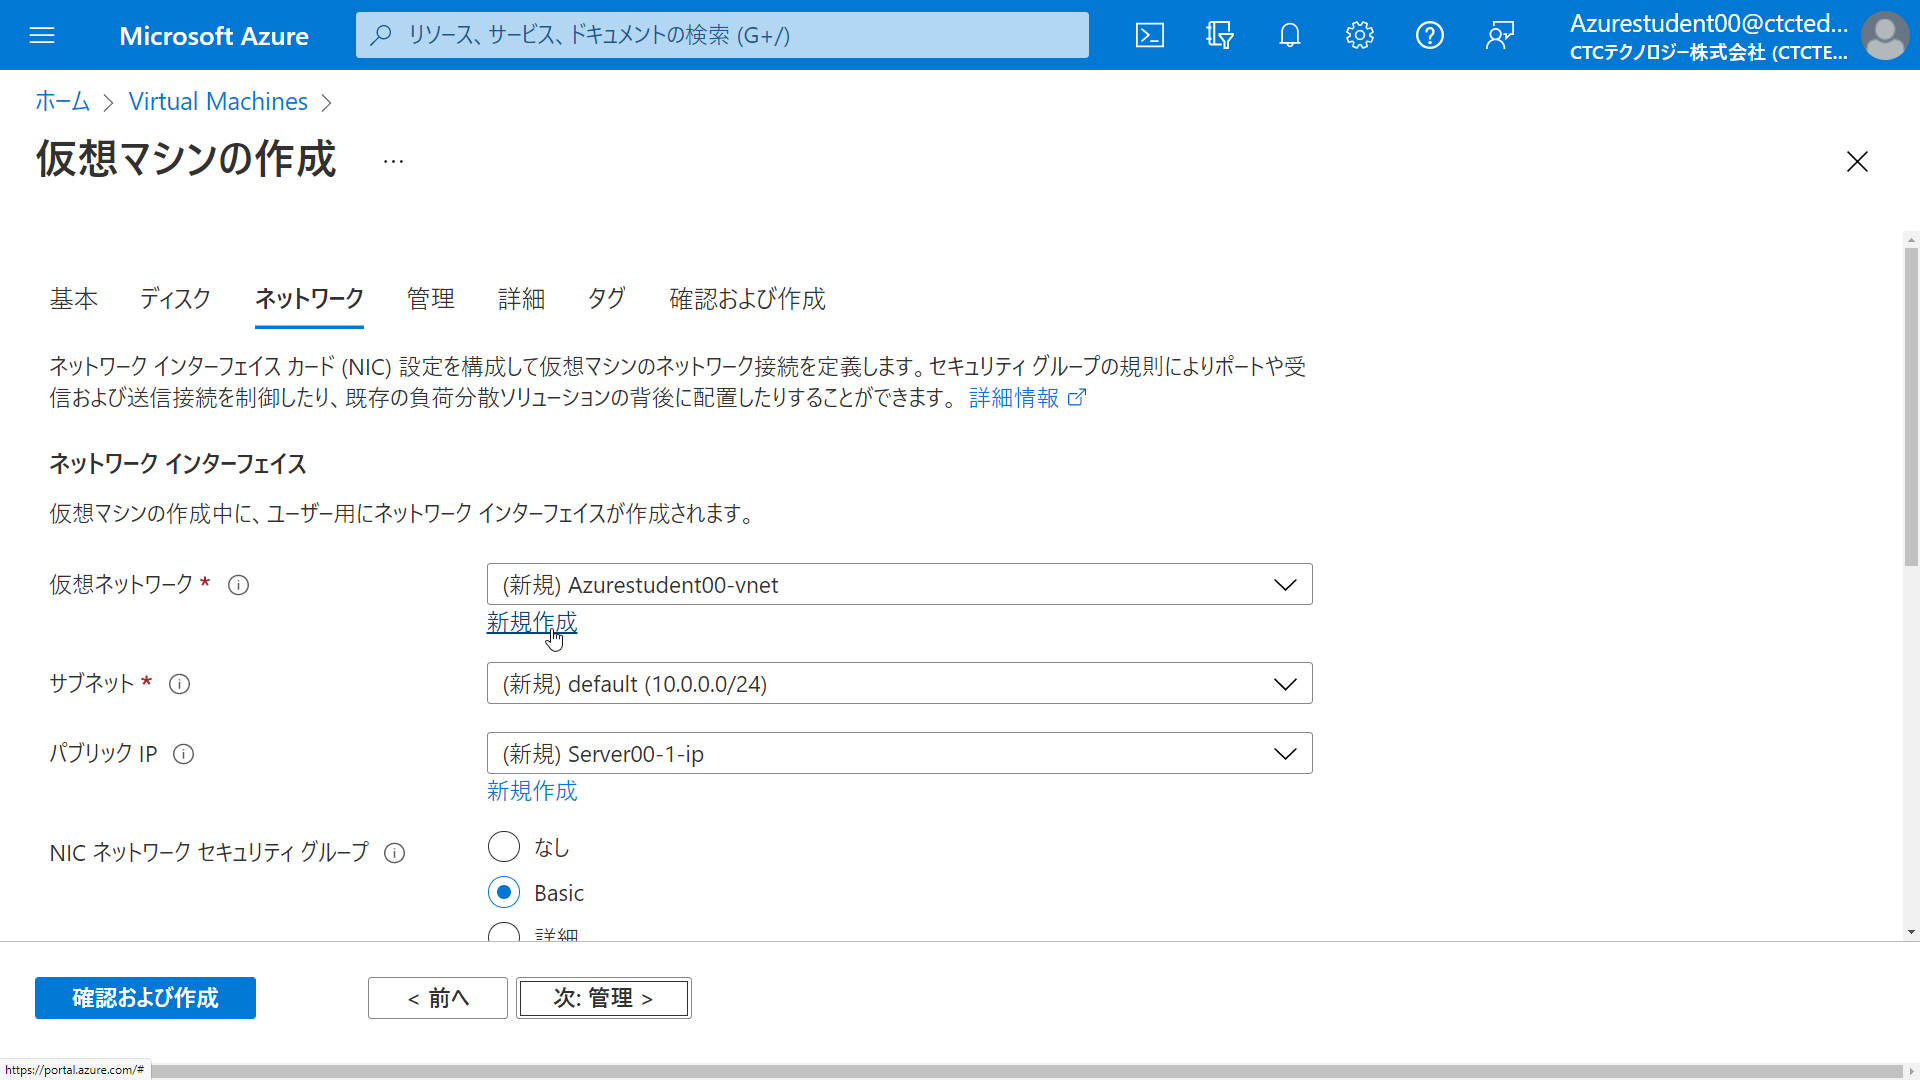 Microsoft Azure
リソース、サービス、ドキュメントの検索 (G+/)
Azurestudent00@ctcted...
CTCテクノロジー株式会社 (CTCTE...
ホーム > Virtual Machines >
仮想マシンの作成 ...
基本 ディスク ネットワーク 管理 詳細 タグ 確認および作成
ネットワーク インターフェイス カード (NIC) 設定を構成して仮想マシンのネットワーク接続を定義します。セキュリティ グループの規則によりポートや受
信および送信接続を制御したり、既存の負荷分散ソリューションの背後に配置したりすることができます。 詳細情報
ネットワーク インターフェイス
仮想マシンの作成中に、ユーザー用にネットワーク インターフェイスが作成されます。
仮想ネットワーク *
(新規) Azurestudent00-vnet
新規作成
サブネット *
(新規) default (10.0.0.0/24)
パブリック IP
(新規) Server00-1-ip
新規作成
NIC ネットワーク セキュリティ グループ
なし
Basic
詳細
確認および作成
< 前へ
次: 管理 >
https://portal.azure.com/#